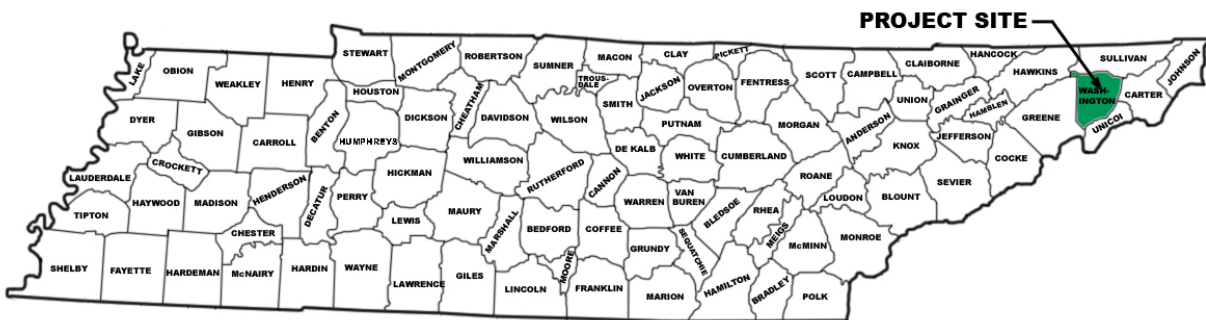 PROJECT SITE
LAKE
OBION
WEAKLEY
HENRY
STEWART
MONTGOMERY
ROBERTSON
SUMNER
MACON
CLAY
PICKETT
HANCOCK
CLAIBORNE
SULLIVAN
JOHNSON
HOUSTON
CHEATHAM
TROUS-
DALE
SMITH
JACKSON
OVERTON
FENTRESS
SCOTT
CAMPBELL
UNION
GRAINGER
HAMBLEN
HAWKINS
WASH-
INGTON
CARTER
UNICOI
DYER
GIBSON
CARROLL
BENTON
HUMPHREYS
DICKSON
DAVIDSON
WILSON
PUTNAM
MORGAN
ANDERSON
KNOX
JEFFERSON
GREENE
COCKE
CROCKETT
LAUDERDALE
HAYWOOD
MADISON
HENDERSON
DECATUR
PERRY
HICKMAN
WILLIAMSON
RUTHERFORD
CANNON
DE KALB
WHITE
CUMBERLAND
ROANE
LOUDON
BLOUNT
SEVIER
TIPTON
CHESTER
LEWIS
MAURY
MARSHALL
BEDFORD
COFFEE
WARREN
VAN
BUREN
BLEDSOE
RHEA
MEIGS
McMINN
MONROE
SHELBY
FAYETTE
HARDEMAN
McNAIRY
HARDIN
WAYNE
LAWRENCE
GILES
LINCOLN
MOORE
FRANKLIN
GRUNDY
SEQUATCHIE
MARION
HAMILTON
BRADLEY
POLK